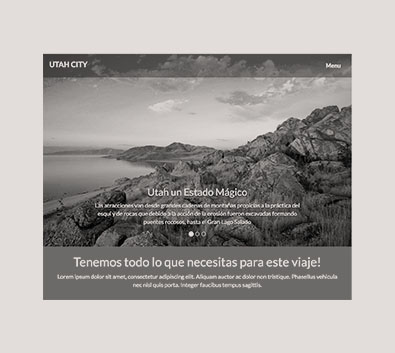 UTAH CITY
Menu
Utah un Estado Mágico
Las atracciones van desde grandes cadenas de montañas propicias a la práctica del
esquí y de rocas que debido a la acción de la erosión fueron excavadas formando
puentes rocosos, hasta el Gran Lago Salado.
Tenemos todo lo que necesitas para este viaje!
Lorem ipsum dolor sit amet, consectetur adipiscing elit. Aliquam auctor ac dolor non tristique. Phasellus vehicula
nec nisl quis porta. Integer faucibus tempus sagittis.